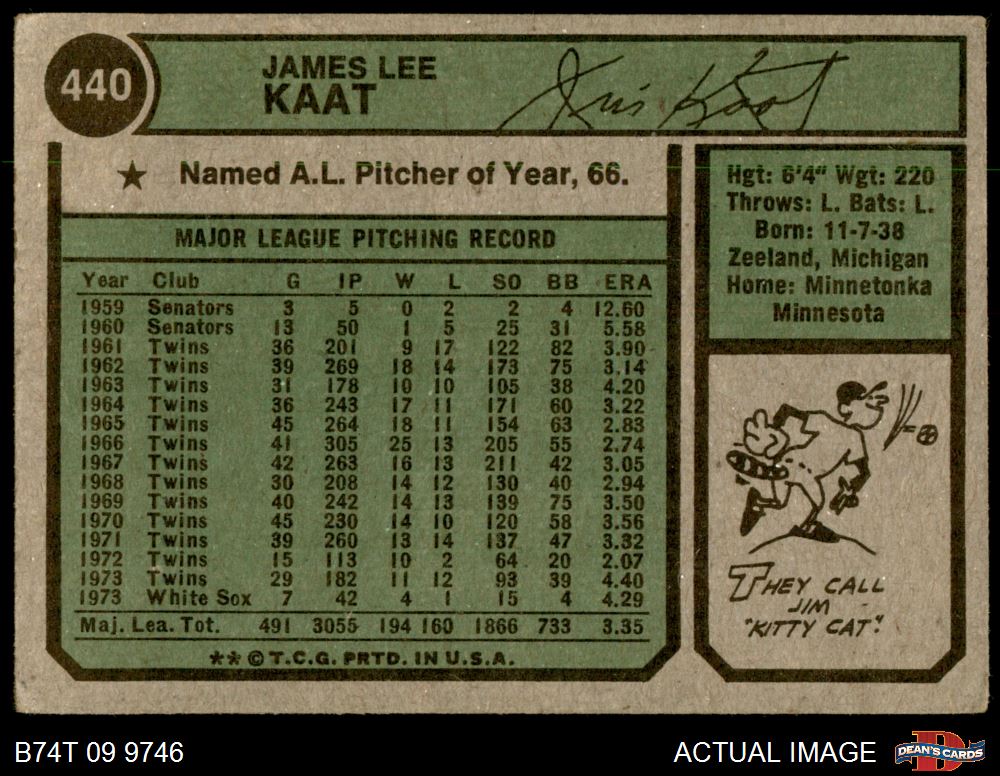 440
JAMES LEE
KAAT
Jim Kaat
★ Named A.L. Pitcher of Year, 66.
MAJOR LEAGUE PITCHING RECORD
Year Club G IP W L SO BB ERA
1959 Senators 3 5 0 2 2 4 12.60
1960 Senators 13 50 1 5 25 31 5.58
1961 Twins 36 201 9 17 122 82 3.90
1962 Twins 39 269 18 14 173 75 3.14
1963 Twins 31 178 10 10 105 38 4.20
1964 Twins 36 243 17 11 171 60 3.22
1965 Twins 45 264 18 11 154 63 2.83
1966 Twins 41 305 25 13 205 55 2.74
1967 Twins 42 263 16 13 211 42 3.05
1968 Twins 30 208 14 12 130 40 2.94
1969 Twins 40 242 14 13 139 75 3.50
1970 Twins 45 230 14 10 120 58 3.56
1971 Twins 39 260 13 14 137 47 3.32
1972 Twins 15 113 10 2 64 20 2.07
1973 Twins 29 182 11 12 93 39 4.40
1973 White Sox 7 42 4 1 15 4 4.29
Maj. Lea. Tot. 491 3055 194 160 1866 733 3.35
** © T.C.G. PRTD. IN U.S.A.
Hgt: 6'4" Wgt: 220
Throws: L. Bats: L.
Born: 11-7-38
Zeeland, Michigan
Home: Minnetonka
Minnesota
THEY CALL
JIM
"KITTY CAT".
B74T 09 9746
ACTUAL IMAGE
DEAN'S CARDS